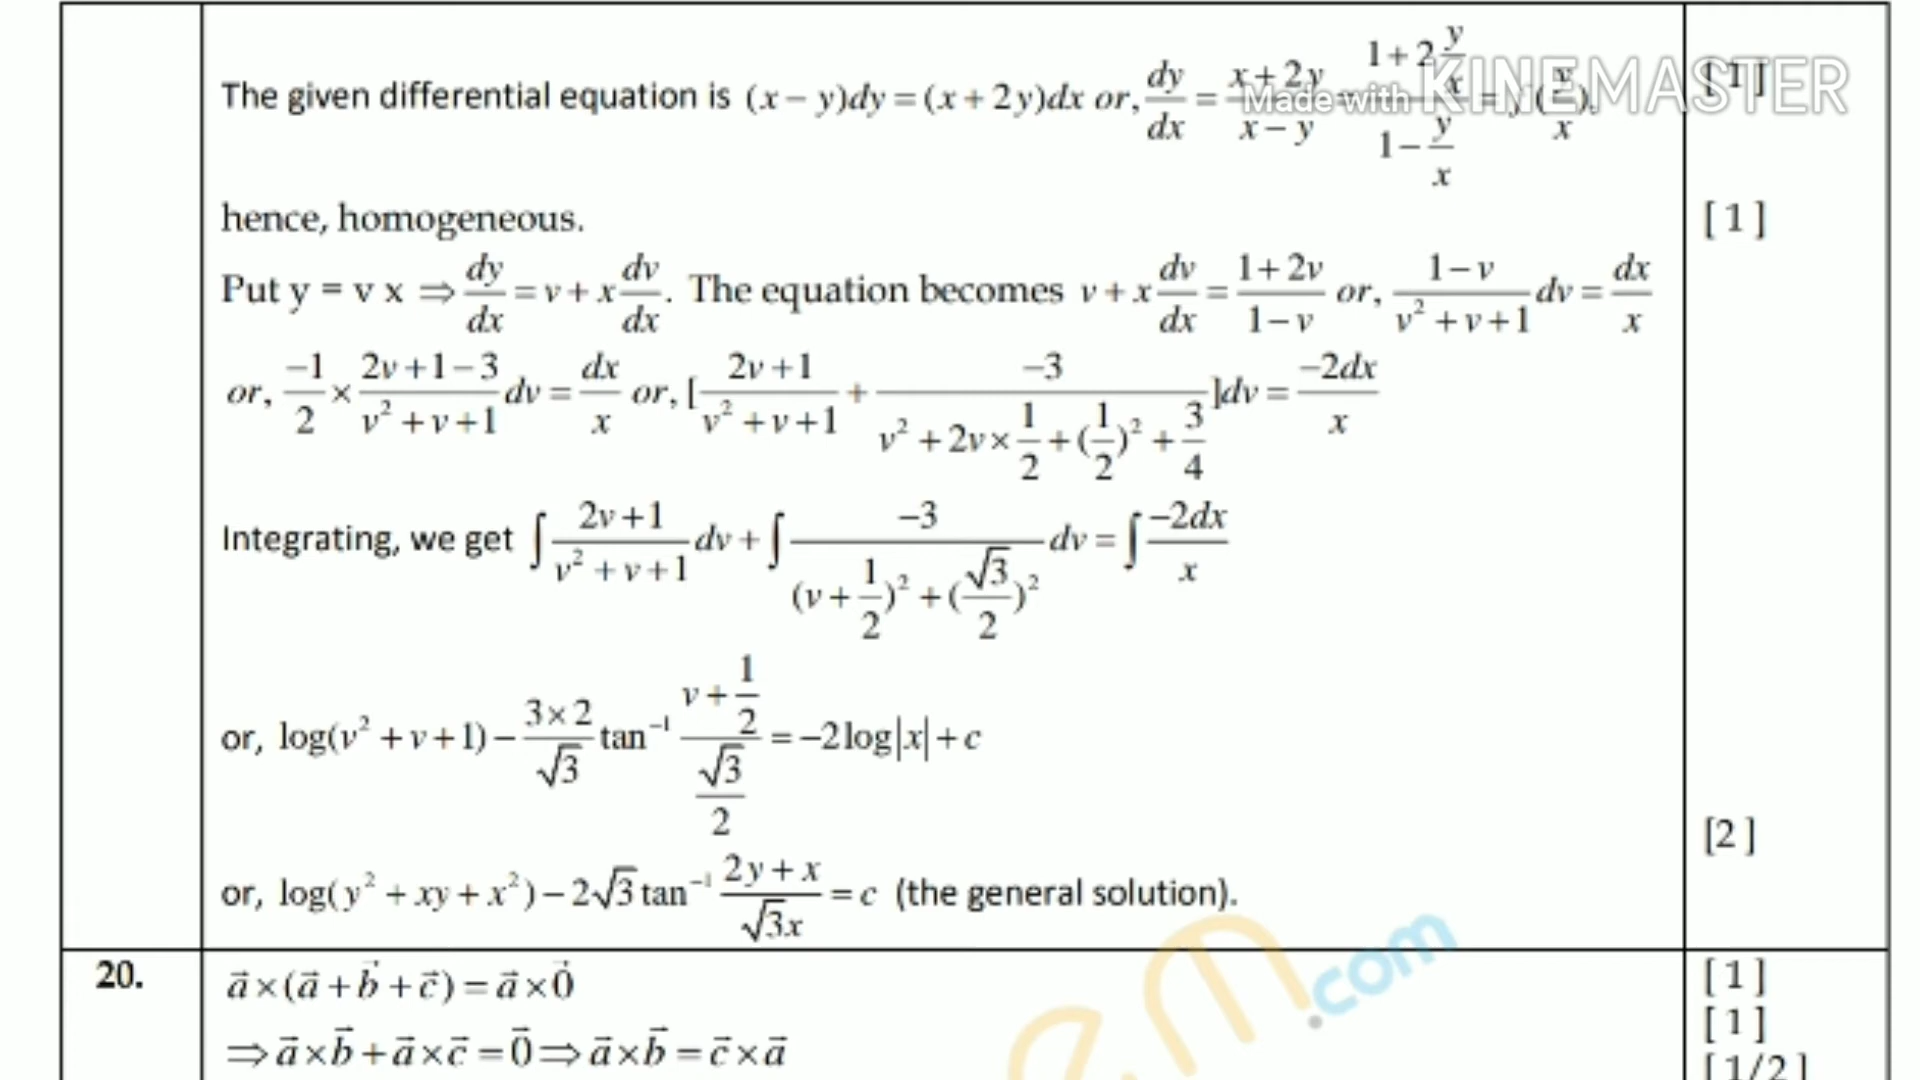 The given differential equation is (x − y)dy = (x + 2y)dx or, dy/dx = (x + 2y)/(x − y) = (1 + 2 y/x)/(1 − y/x) = (y/x). [1]
Made with KINEMASTER
hence, homogeneous. [1]
Put y = v x ⇒ dy/dx = v + x dv/dx. The equation becomes v + x dv/dx = (1 + 2v)/(1 − v) or, (1 − v)/(v² + v + 1) dv = dx/x
or, −1/2 × (2v + 1 − 3)/(v² + v + 1) dv = dx/x or, [(2v + 1)/(v² + v + 1) + −3/(v² + 2v × 1/2 + (1/2)² + 3/4)]dv = −2dx/x
Integrating, we get ∫ (2v + 1)/(v² + v + 1) dv + ∫ −3/((v + 1/2)² + (√3/2)²) dv = ∫ −2dx/x
or, log(v² + v + 1) − (3 × 2)/√3 tan⁻¹ (v + 1/2)/(√3/2) = −2 log|x| + c
[2]
or, log(y² + xy + x²) − 2√3 tan⁻¹ (2y + x)/(√3x) = c (the general solution).
em.com
20. a⃗ × (a⃗ + b⃗ + c⃗) = a⃗ × 0⃗ [1]
[1]
⇒ a⃗ × b⃗ + a⃗ × c⃗ = 0⃗ ⇒ a⃗ × b⃗ = c⃗ × a⃗ [1/2]